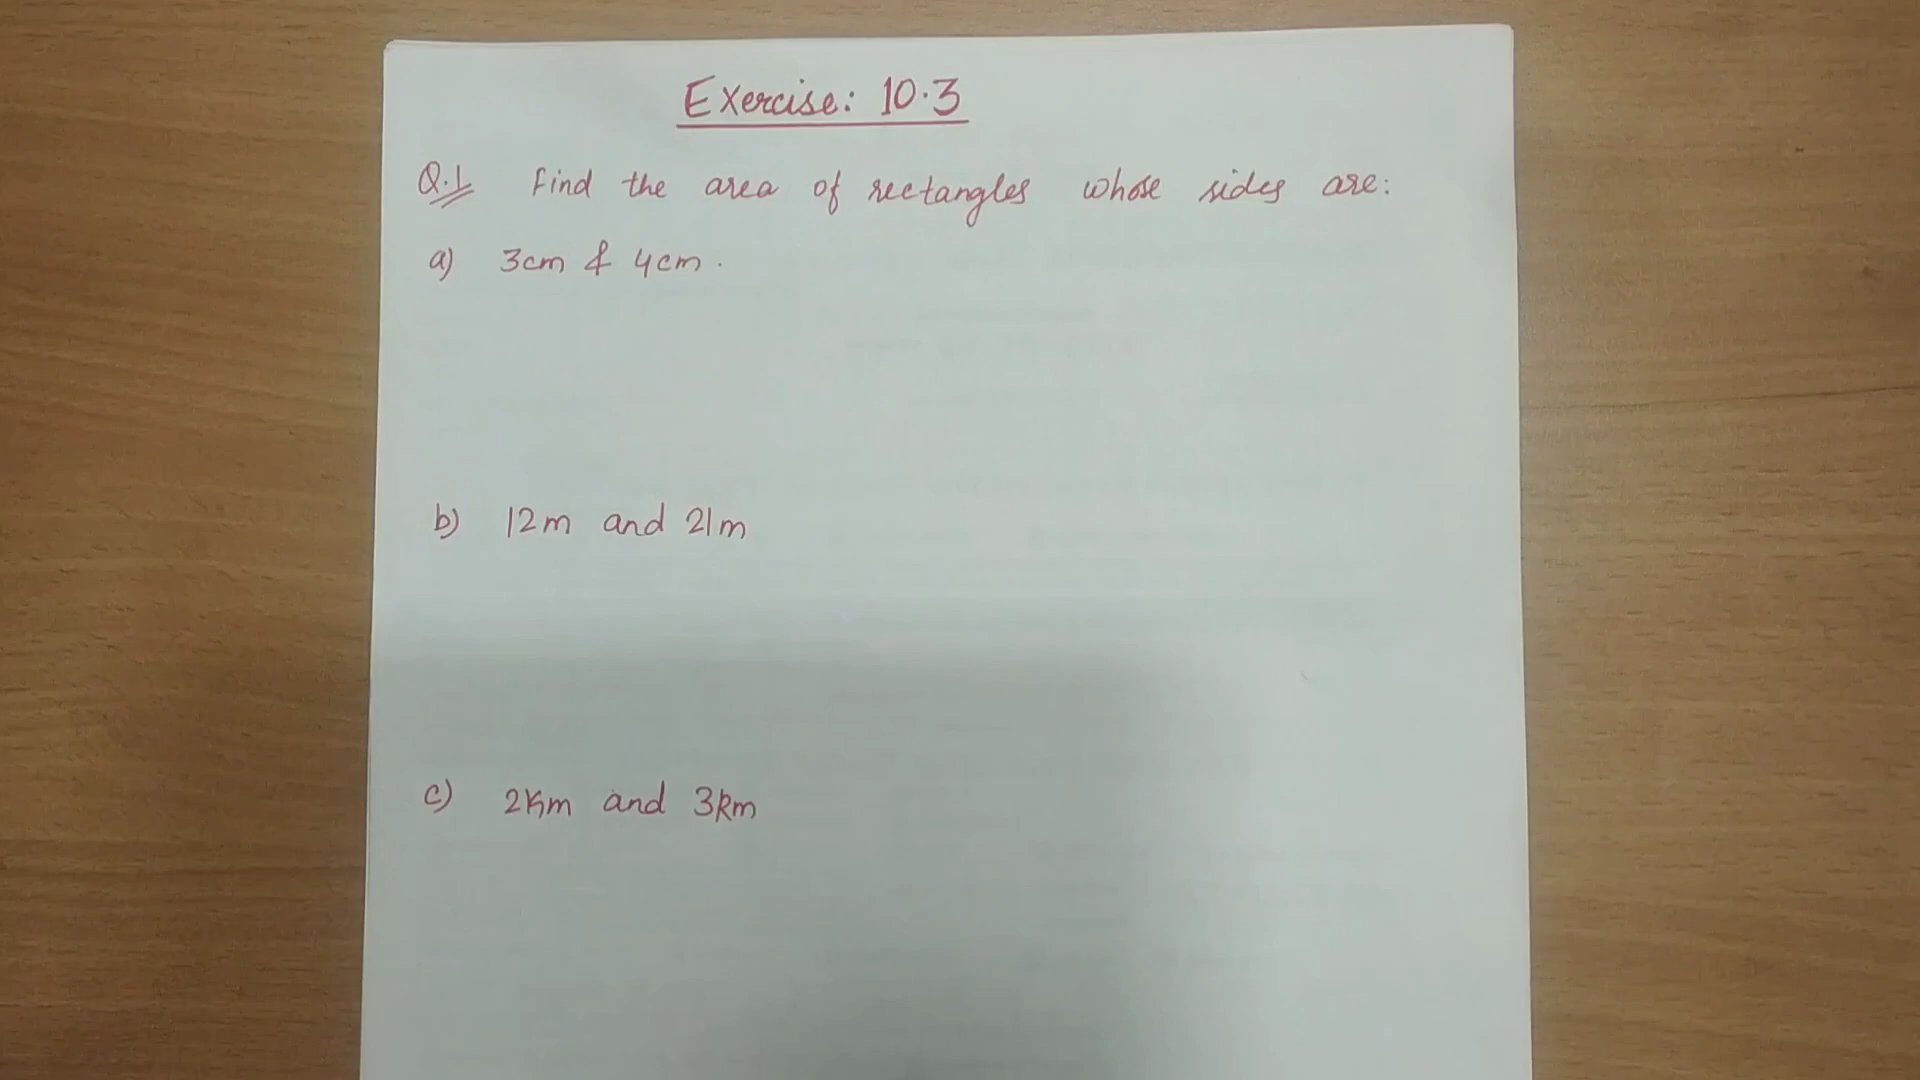 Exercise: 10.3
Q.1 Find the area of rectangles whose sides are:
a) 3cm & 4cm.
b) 12m and 21m
c) 2Km and 3km